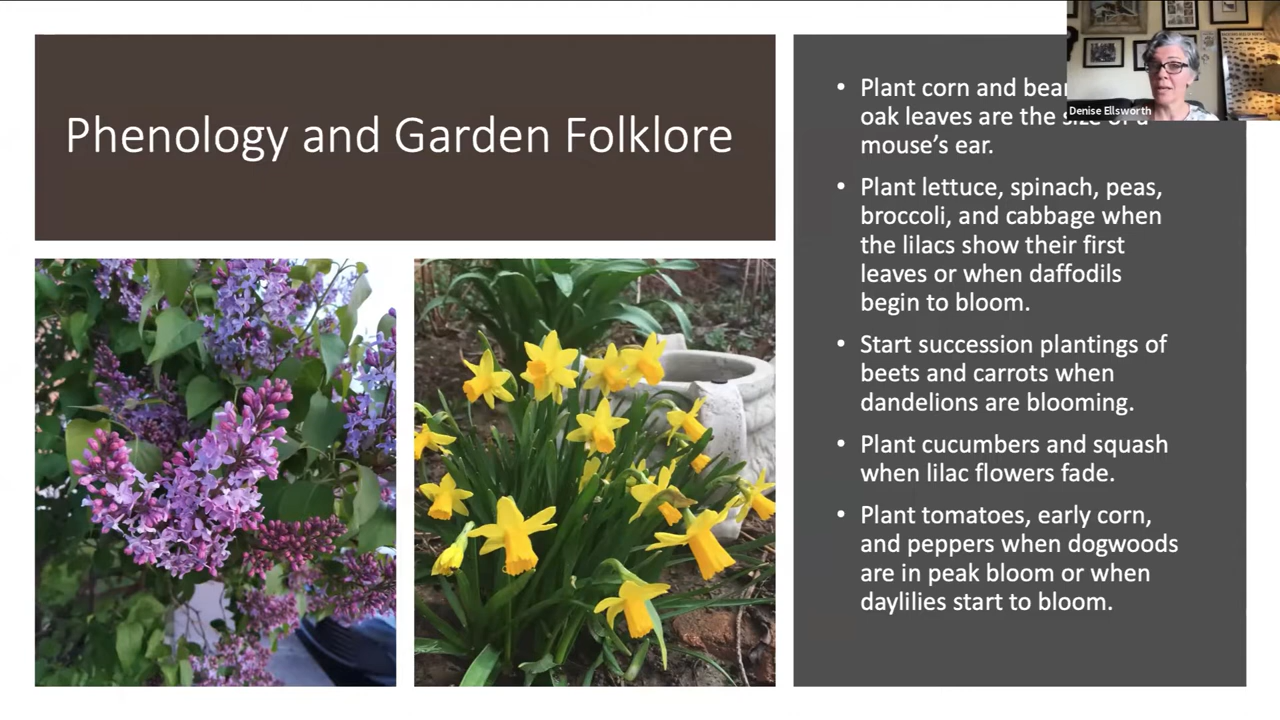 Phenology and Garden Folklore
Denise Ellsworth
• Plant corn and
oak leaves are the size of a
mouse’s ear.
• Plant lettuce, spinach, peas,
broccoli, and cabbage when
the lilacs show their first
leaves or when daffodils
begin to bloom.
• Start succession plantings of
beets and carrots when
dandelions are blooming.
• Plant cucumbers and squash
when lilac flowers fade.
• Plant tomatoes, early corn,
and peppers when dogwoods
are in peak bloom or when
daylilies start to bloom.